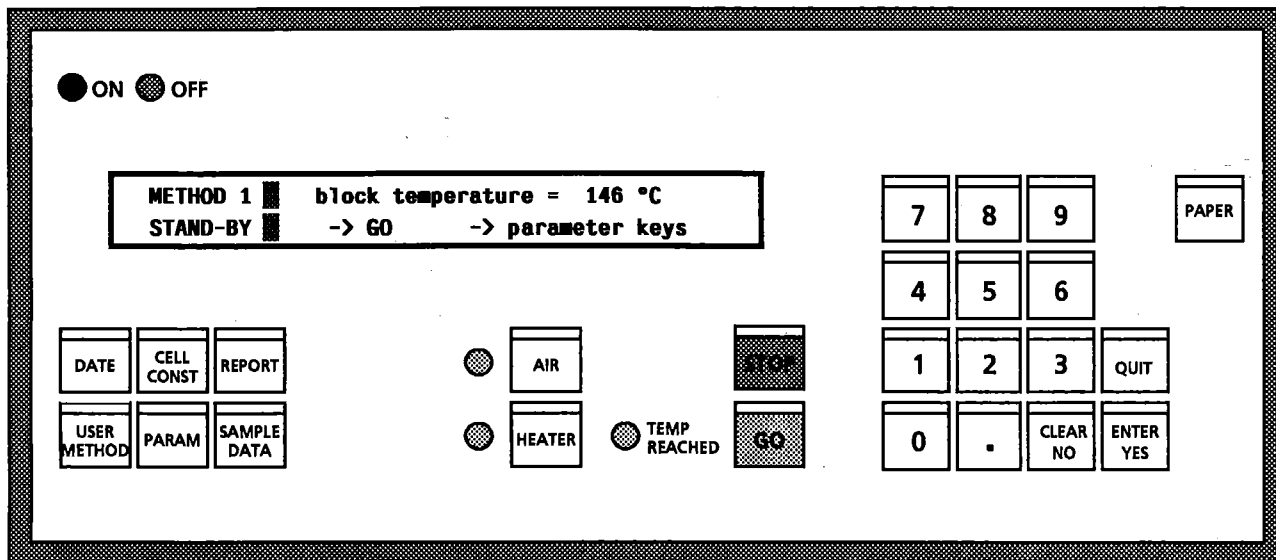 ON OFF
METHOD 1 block temperature = 146 °C
STAND-BY -> GO -> parameter keys
7 8 9 PAPER
4 5 6
DATE CELL CONST REPORT AIR STOP 1 2 3 QUIT
USER METHOD PARAM SAMPLE DATA HEATER TEMP REACHED GO 0 . CLEAR NO ENTER YES